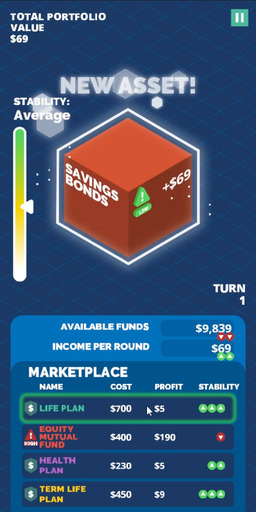 TOTAL PORTFOLIO
VALUE
$69
NEW ASSET!
STABILITY:
Average
SAVINGS
BONDS
+$69
LOW
TURN
1
AVAILABLE FUNDS $9,839
INCOME PER ROUND $69
MARKETPLACE
NAME COST PROFIT STABILITY
LIFE PLAN $700 $5
HIGH EQUITY MUTUAL FUND $400 $190
HEALTH PLAN $230 $5
TERM LIFE PLAN $450 $9